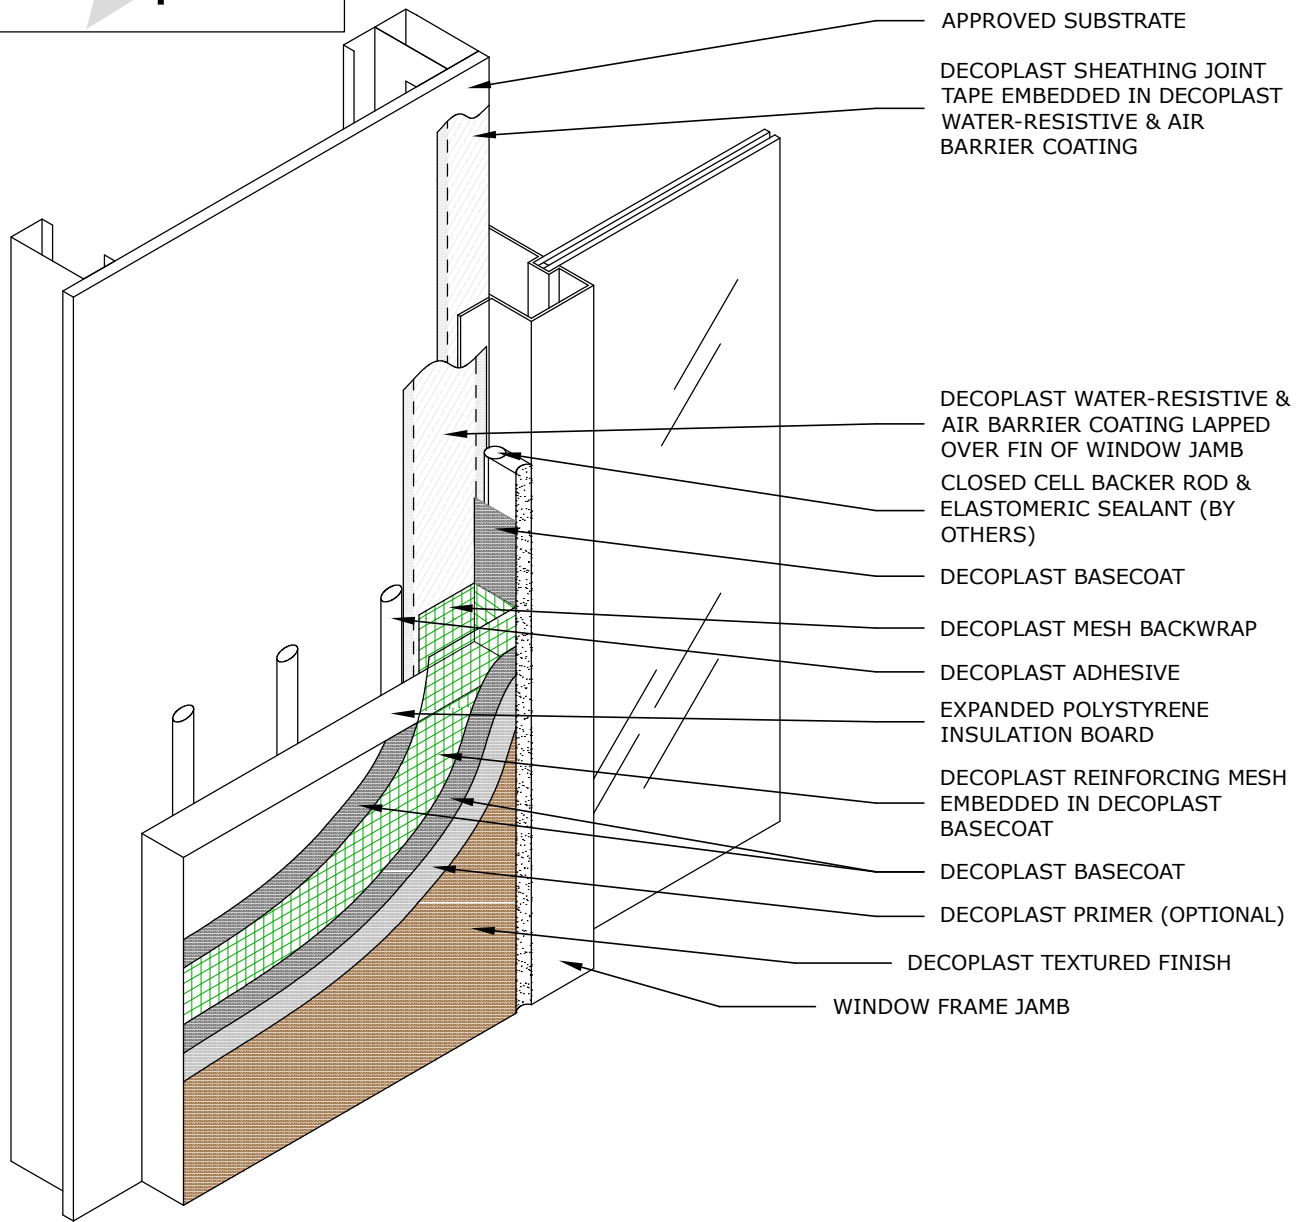 APPROVED SUBSTRATE
DECOPLAST SHEATHING JOINT
TAPE EMBEDDED IN DECOPLAST
WATER-RESISTIVE & AIR
BARRIER COATING
DECOPLAST WATER-RESISTIVE &
AIR BARRIER COATING LAPPED
OVER FIN OF WINDOW JAMB
CLOSED CELL BACKER ROD &
ELASTOMERIC SEALANT (BY
OTHERS)
DECOPLAST BASECOAT
DECOPLAST MESH BACKWRAP
DECOPLAST ADHESIVE
EXPANDED POLYSTYRENE
INSULATION BOARD
DECOPLAST REINFORCING MESH
EMBEDDED IN DECOPLAST
BASECOAT
DECOPLAST BASECOAT
DECOPLAST PRIMER (OPTIONAL)
DECOPLAST TEXTURED FINISH
WINDOW FRAME JAMB